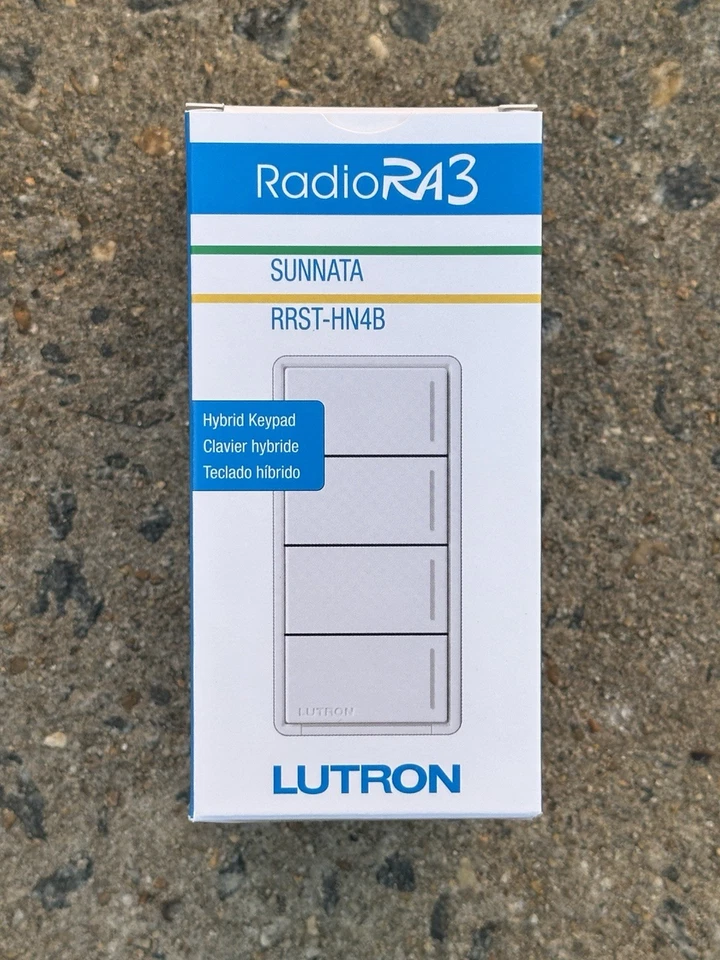 RadioRA3
SUNNATA
RRST-HN4B
Hybrid Keypad
Clavier hybride
Teclado híbrido
LUTRON
LUTRON